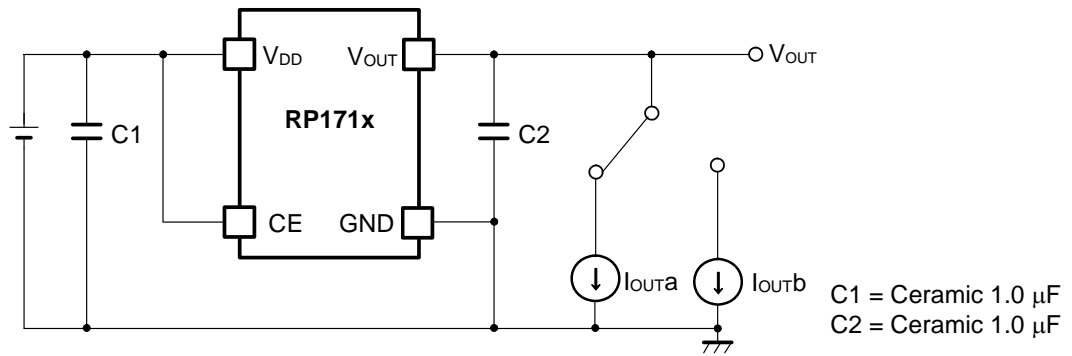 VDD
VOUT
VOUT
RP171x
C1
C2
CE
GND
IOUTa
IOUTb
C1 = Ceramic 1.0 μF
C2 = Ceramic 1.0 μF